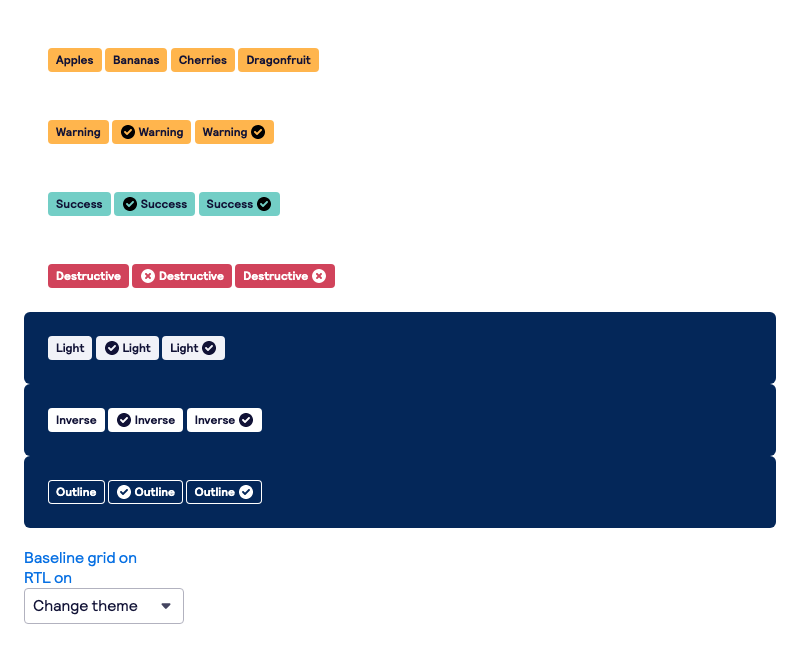 Apples Bananas Cherries Dragonfruit
Warning Warning Warning
Success Success Success
Destructive Destructive Destructive
Light Light Light
Inverse Inverse Inverse
Outline Outline Outline
Baseline grid on
RTL on
Change theme